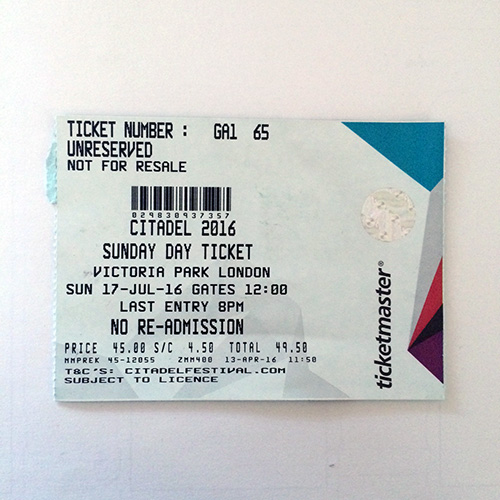 TICKET NUMBER : GA1 65
UNRESERVED
NOT FOR RESALE
029830937357
CITADEL 2016
SUNDAY DAY TICKET
VICTORIA PARK LONDON
SUN 17-JUL-16 GATES 12:00
LAST ENTRY 8PM
NO RE-ADMISSION
PRICE 45.00 S/C 4.50 TOTAL 49.50
MMPREK 45-12055 ZMM400 13-APR-16 11:50
T&C'S: CITADELFESTIVAL.COM
SUBJECT TO LICENCE
ticketmaster®